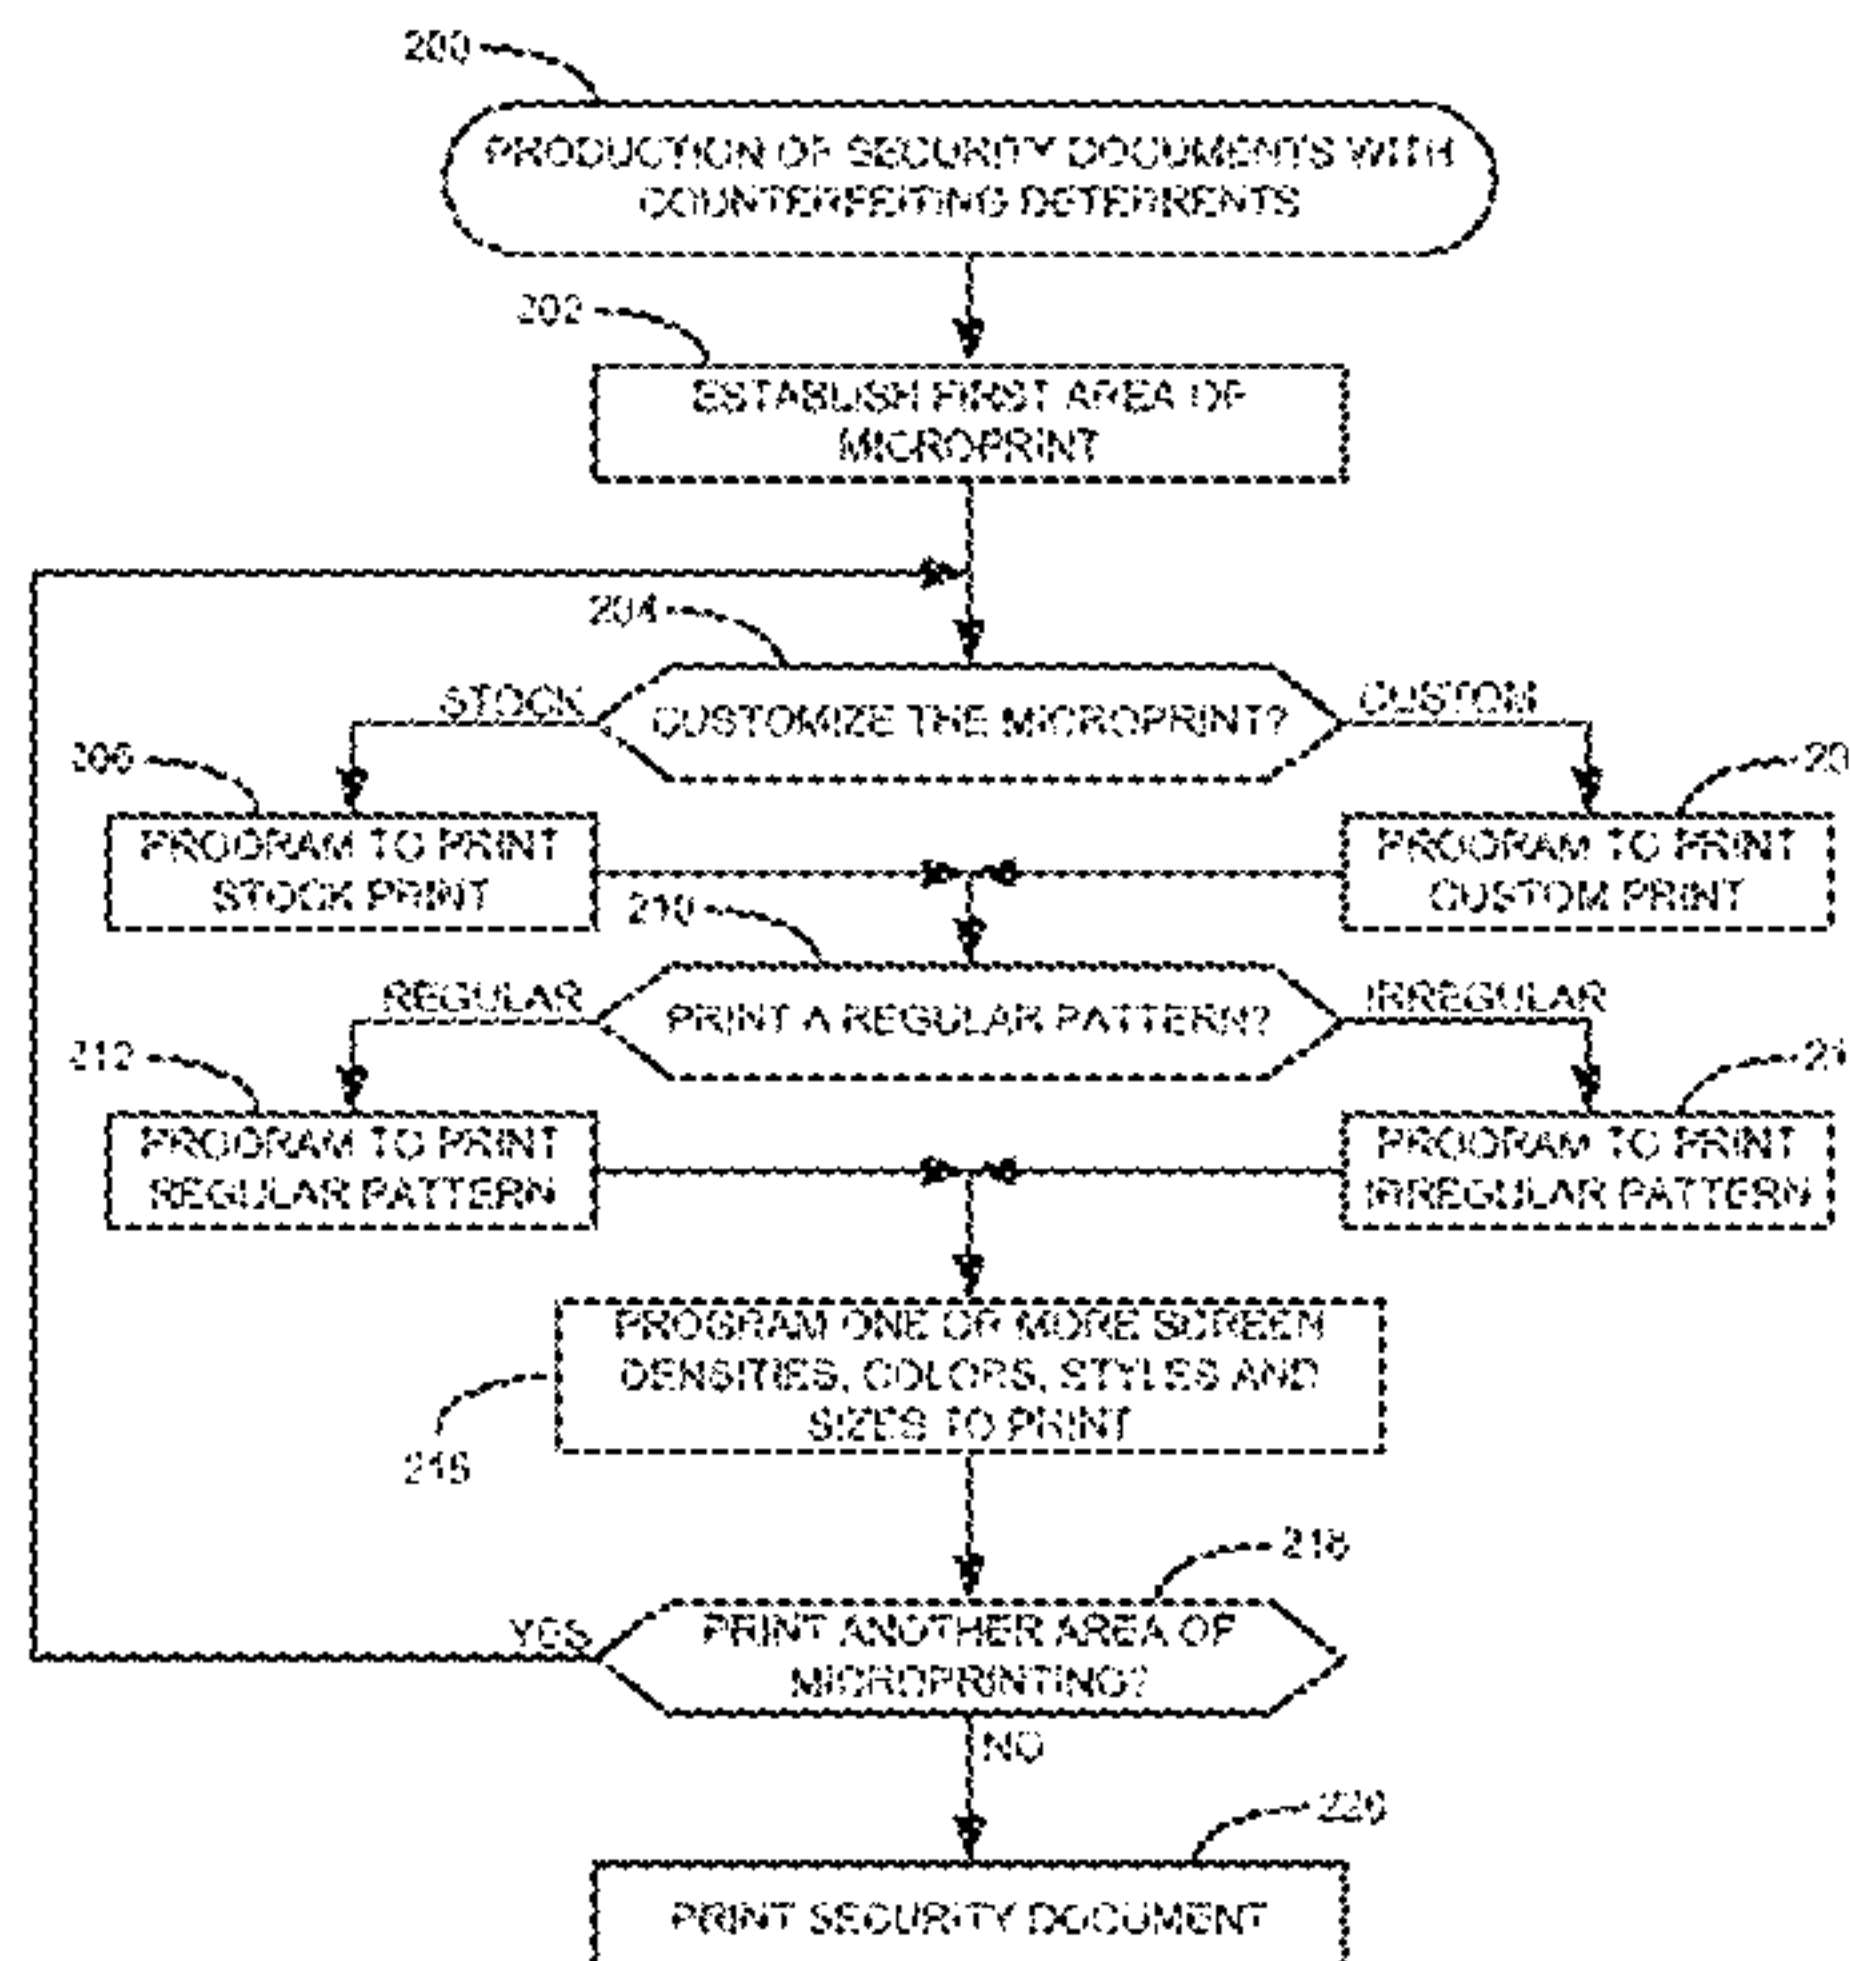 200
PRODUCTION OF SECURITY DOCUMENTS WITH
COUNTERFEITING DETERRENTS
202
ESTABLISH FIRST AREA OF
MICROPRINT
204
STOCK
CUSTOMIZE THE MICROPRINT?
CUSTOM
206
20
PROGRAM TO PRINT
STOCK PRINT
PROGRAM TO PRINT
CUSTOM PRINT
210
REGULAR
PRINT A REGULAR PATTERN?
IRREGULAR
212
21
PROGRAM TO PRINT
REGULAR PATTERN
PROGRAM TO PRINT
IRREGULAR PATTERN
PROGRAM ONE OR MORE SCREEN
DENSITIES, COLORS, STYLES AND
SIZES TO PRINT
216
218
YES
PRINT ANOTHER AREA OF
MICROPRINTING?
NO
220
PRINT SECURITY DOCUMENT